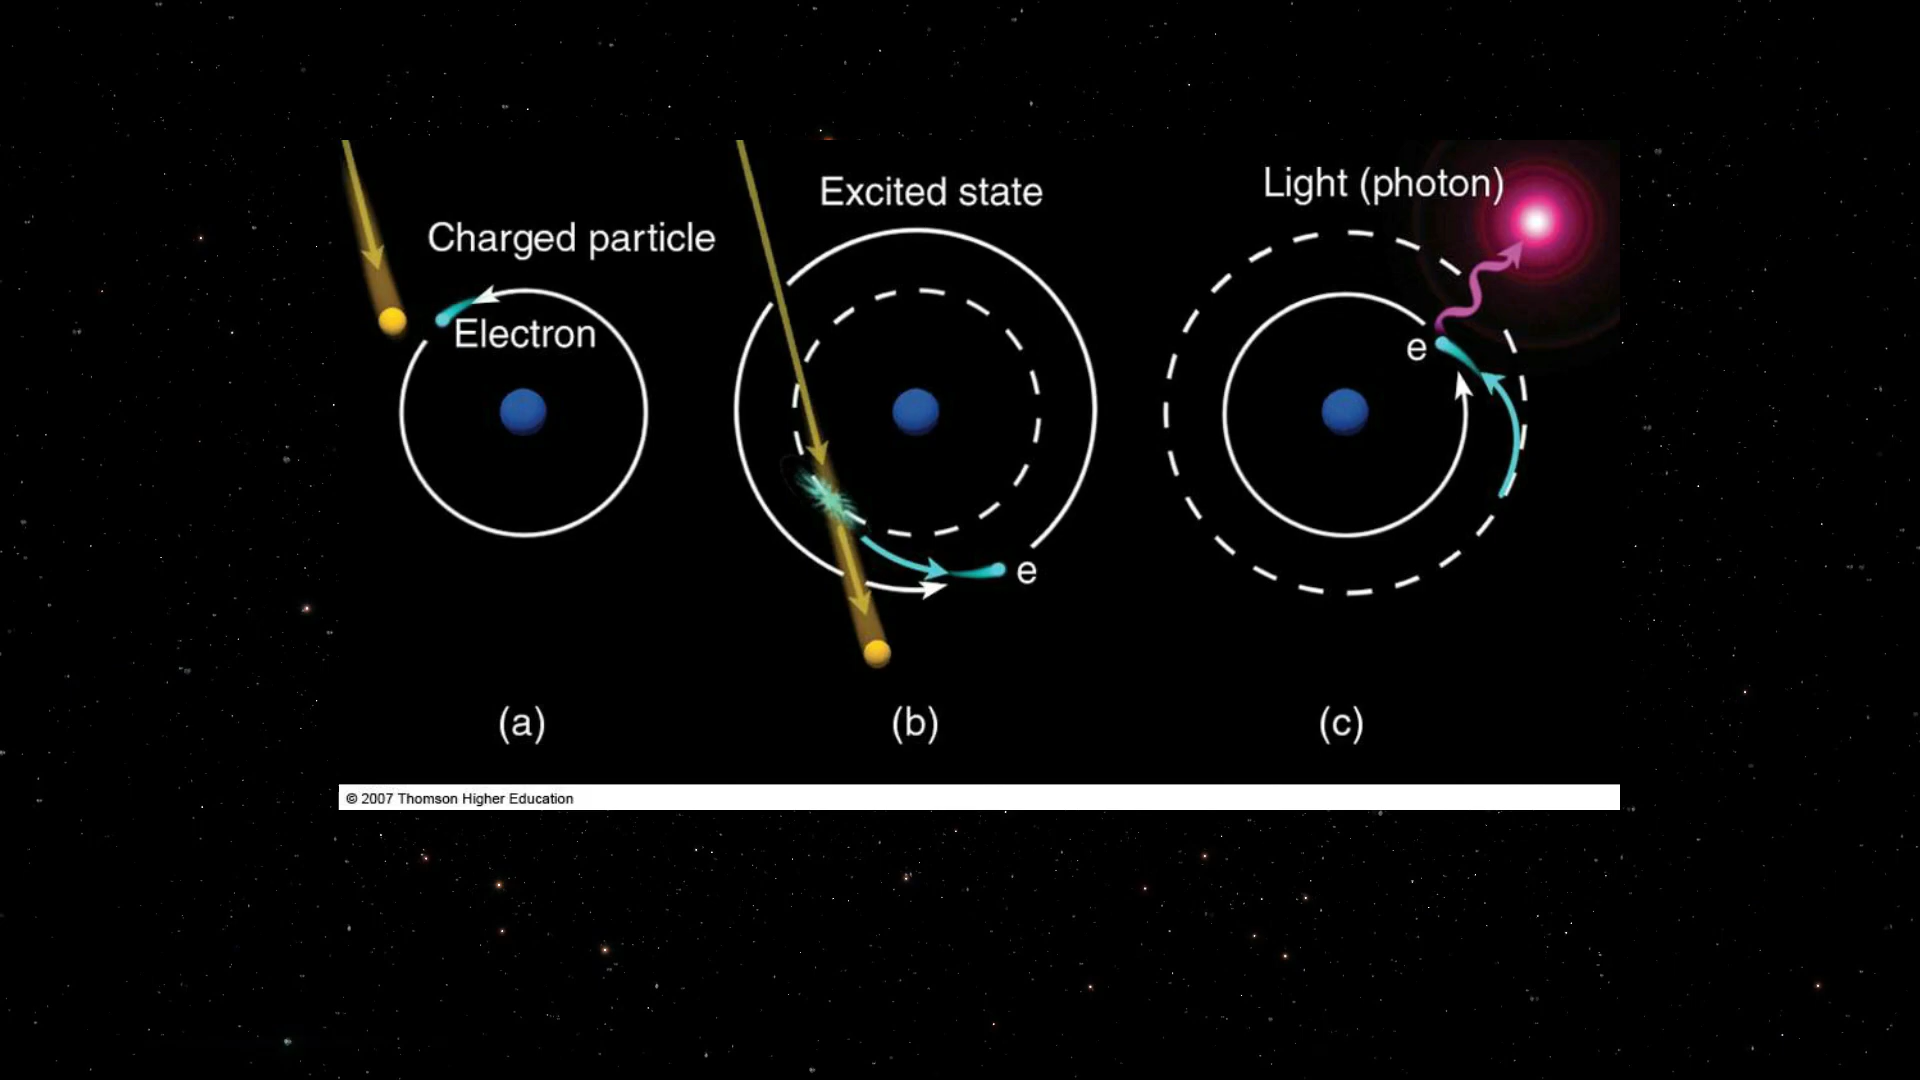 Charged particle
Electron
(a)
Excited state
e
(b)
Light (photon)
e
(c)
© 2007 Thomson Higher Education